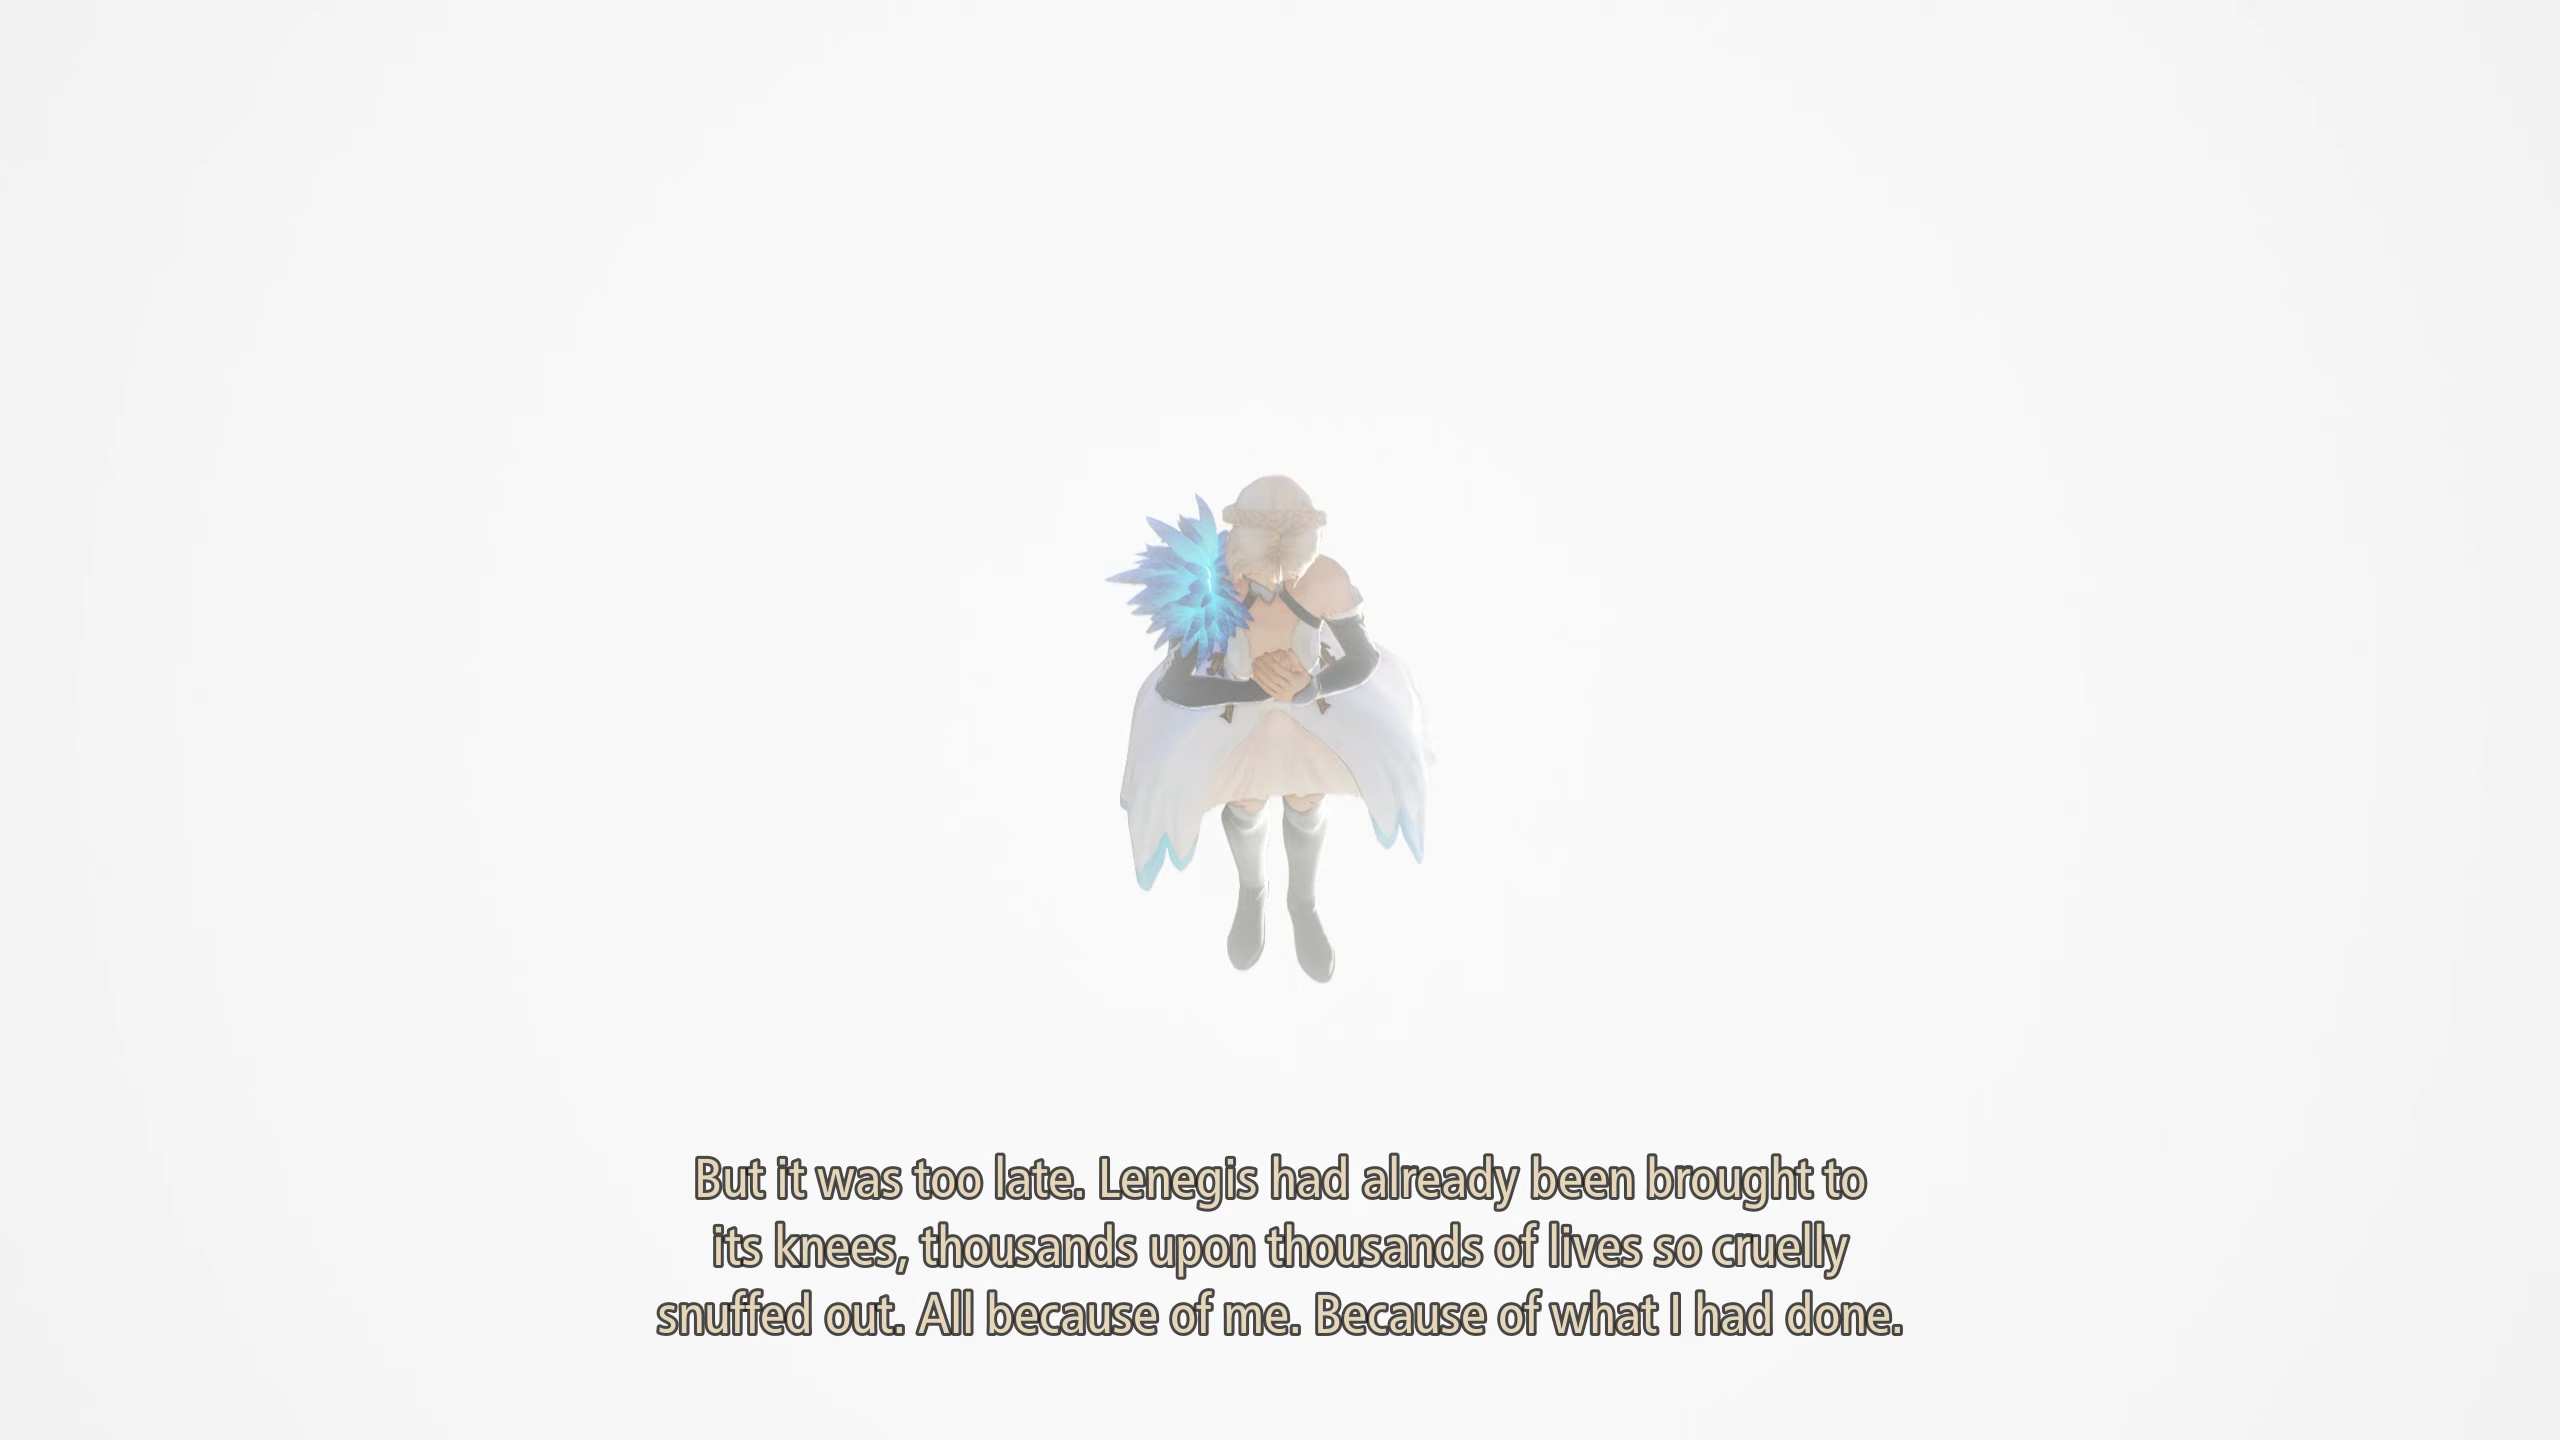 But it was too late. Lenegis had already been brought to
its knees, thousands upon thousands of lives so cruelly
snuffed out. All because of me. Because of what I had done.